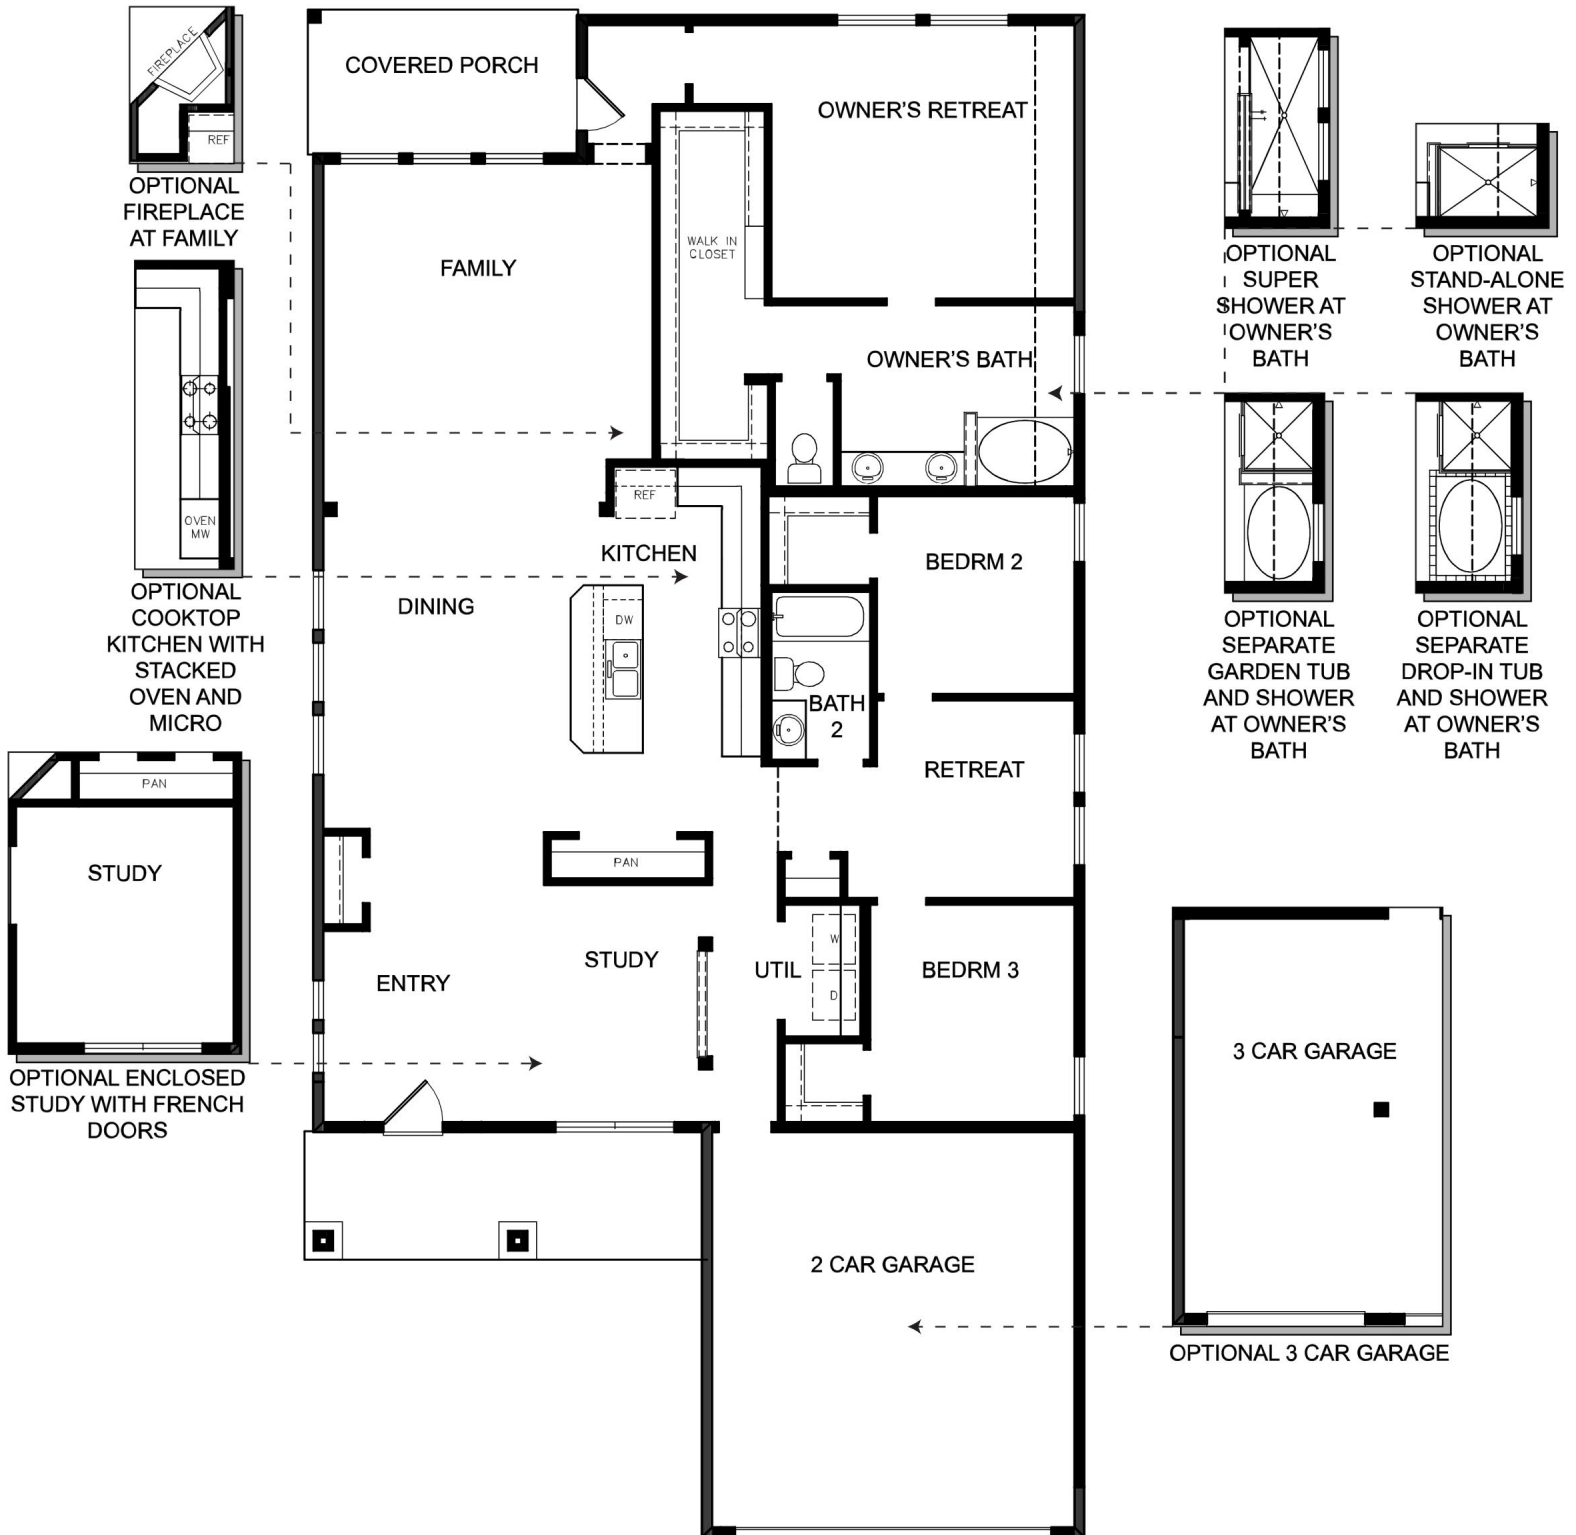 FIREPLACE
REF
OPTIONAL
FIREPLACE
AT FAMILY
OVEN
MW
OPTIONAL
COOKTOP
KITCHEN WITH
STACKED
OVEN AND
MICRO
PAN
STUDY
OPTIONAL ENCLOSED
STUDY WITH FRENCH
DOORS
COVERED PORCH
OWNER'S RETREAT
WALK IN
CLOSET
FAMILY
OWNER'S BATH
REF
KITCHEN
BEDRM 2
DINING
DW
BATH
2
RETREAT
PAN
W
STUDY
UTIL
BEDRM 3
ENTRY
D
2 CAR GARAGE
OPTIONAL
SUPER
SHOWER AT
OWNER'S
BATH
OPTIONAL
STAND-ALONE
SHOWER AT
OWNER'S
BATH
OPTIONAL
SEPARATE
GARDEN TUB
AND SHOWER
AT OWNER'S
BATH
OPTIONAL
SEPARATE
DROP-IN TUB
AND SHOWER
AT OWNER'S
BATH
3 CAR GARAGE
OPTIONAL 3 CAR GARAGE